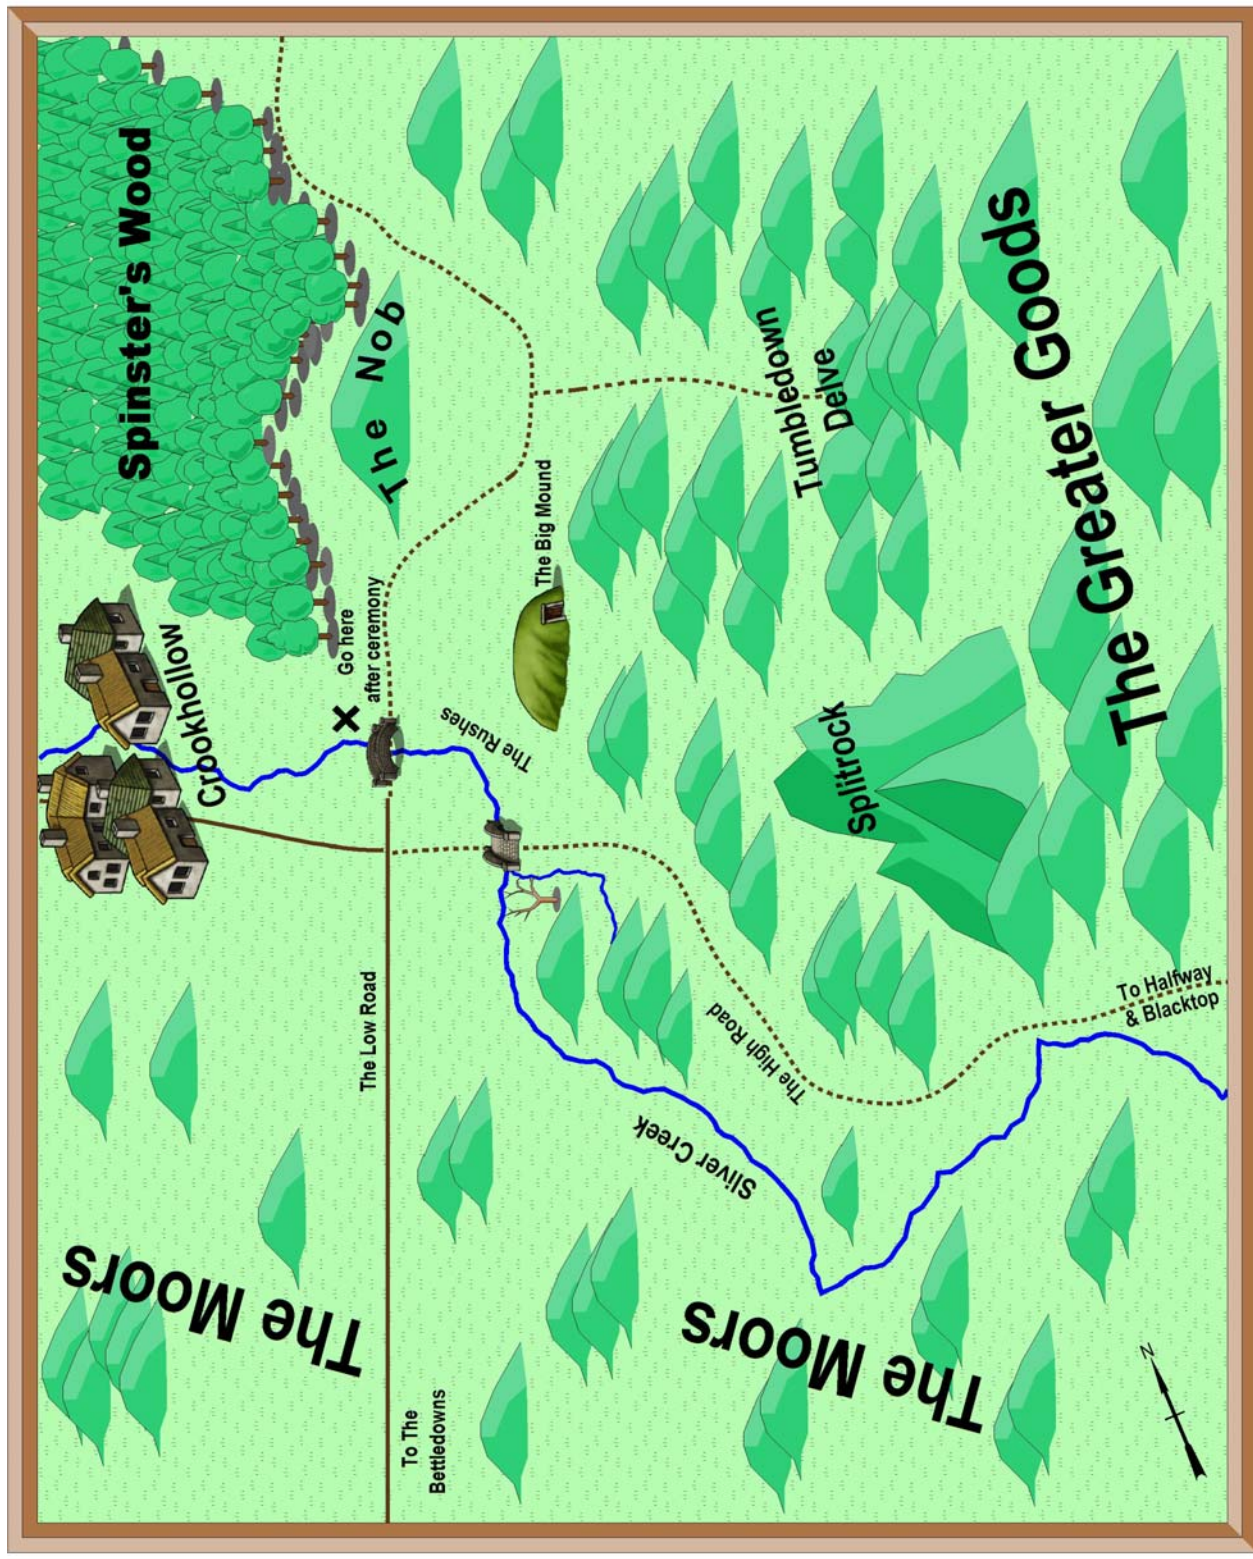 Spinster's Wood
The Nob
Crookhollow
Go here
after ceremony
The Rushes
The Big Mound
Tumbledown
Delve
The Greater Goods
Splitrock
The Low Road
The High Road
To Halfway
& Blacktop
Sliver Creek
The Moors
The Moors
To The
Bettledowns
N